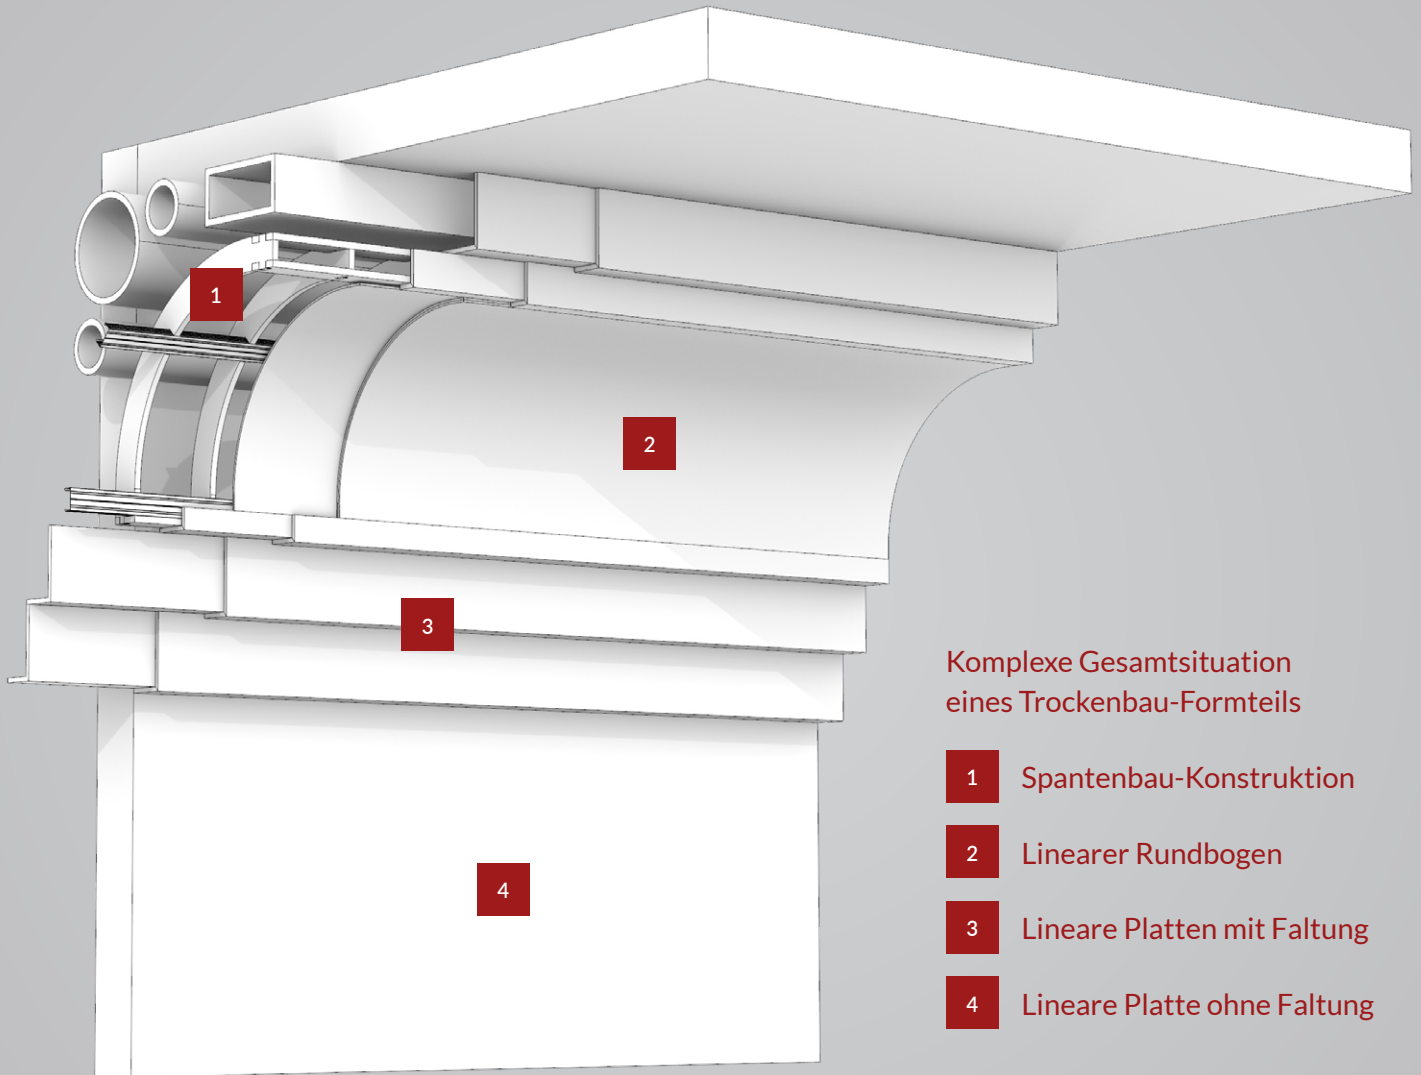 1
2
3
4
Komplexe Gesamtsituation
eines Trockenbau-Formteils
1 Spantenbau-Konstruktion
2 Linearer Rundbogen
3 Lineare Platten mit Faltung
4 Lineare Platte ohne Faltung